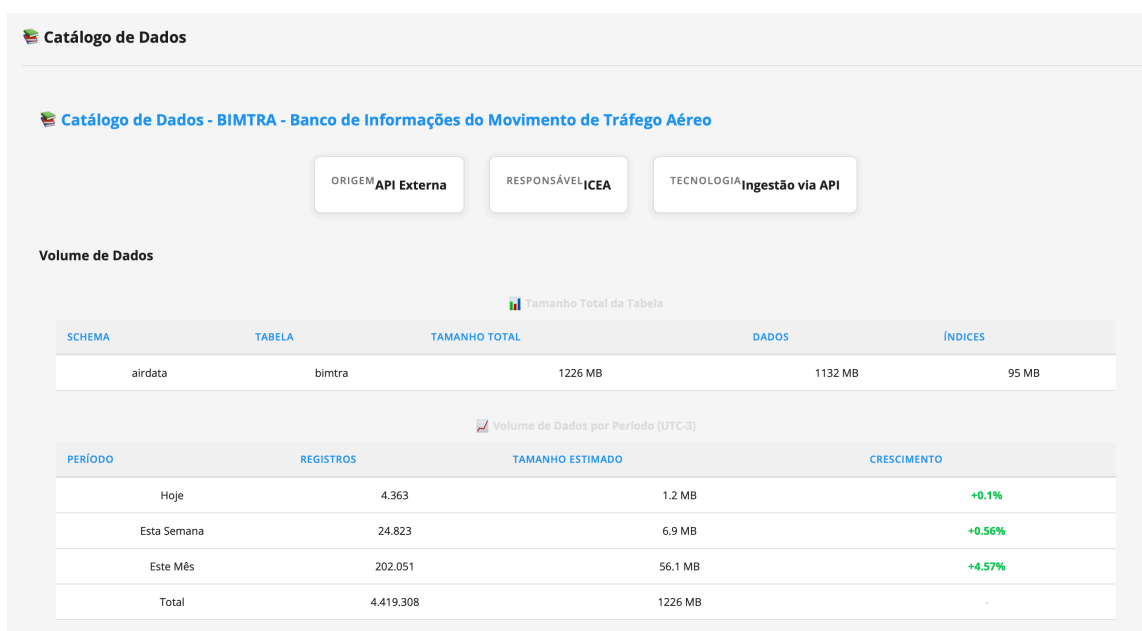 Catálogo de Dados
Catálogo de Dados - BIMTRA - Banco de Informações do Movimento de Tráfego Aéreo
ORIGEM API Externa RESPONSÁVEL ICEA TECNOLOGIA Ingestão via API
Volume de Dados
Tamanho Total da Tabela
SCHEMA TABELA TAMANHO TOTAL DADOS ÍNDICES
airdata bimtra 1226 MB 1132 MB 95 MB
Volume de Dados por Período (UTC-3)
PERÍODO REGISTROS TAMANHO ESTIMADO CRESCIMENTO
Hoje 4.363 1.2 MB +0.1%
Esta Semana 24.823 6.9 MB +0.56%
Este Mês 202.051 56.1 MB +4.57%
Total 4.419.308 1226 MB -